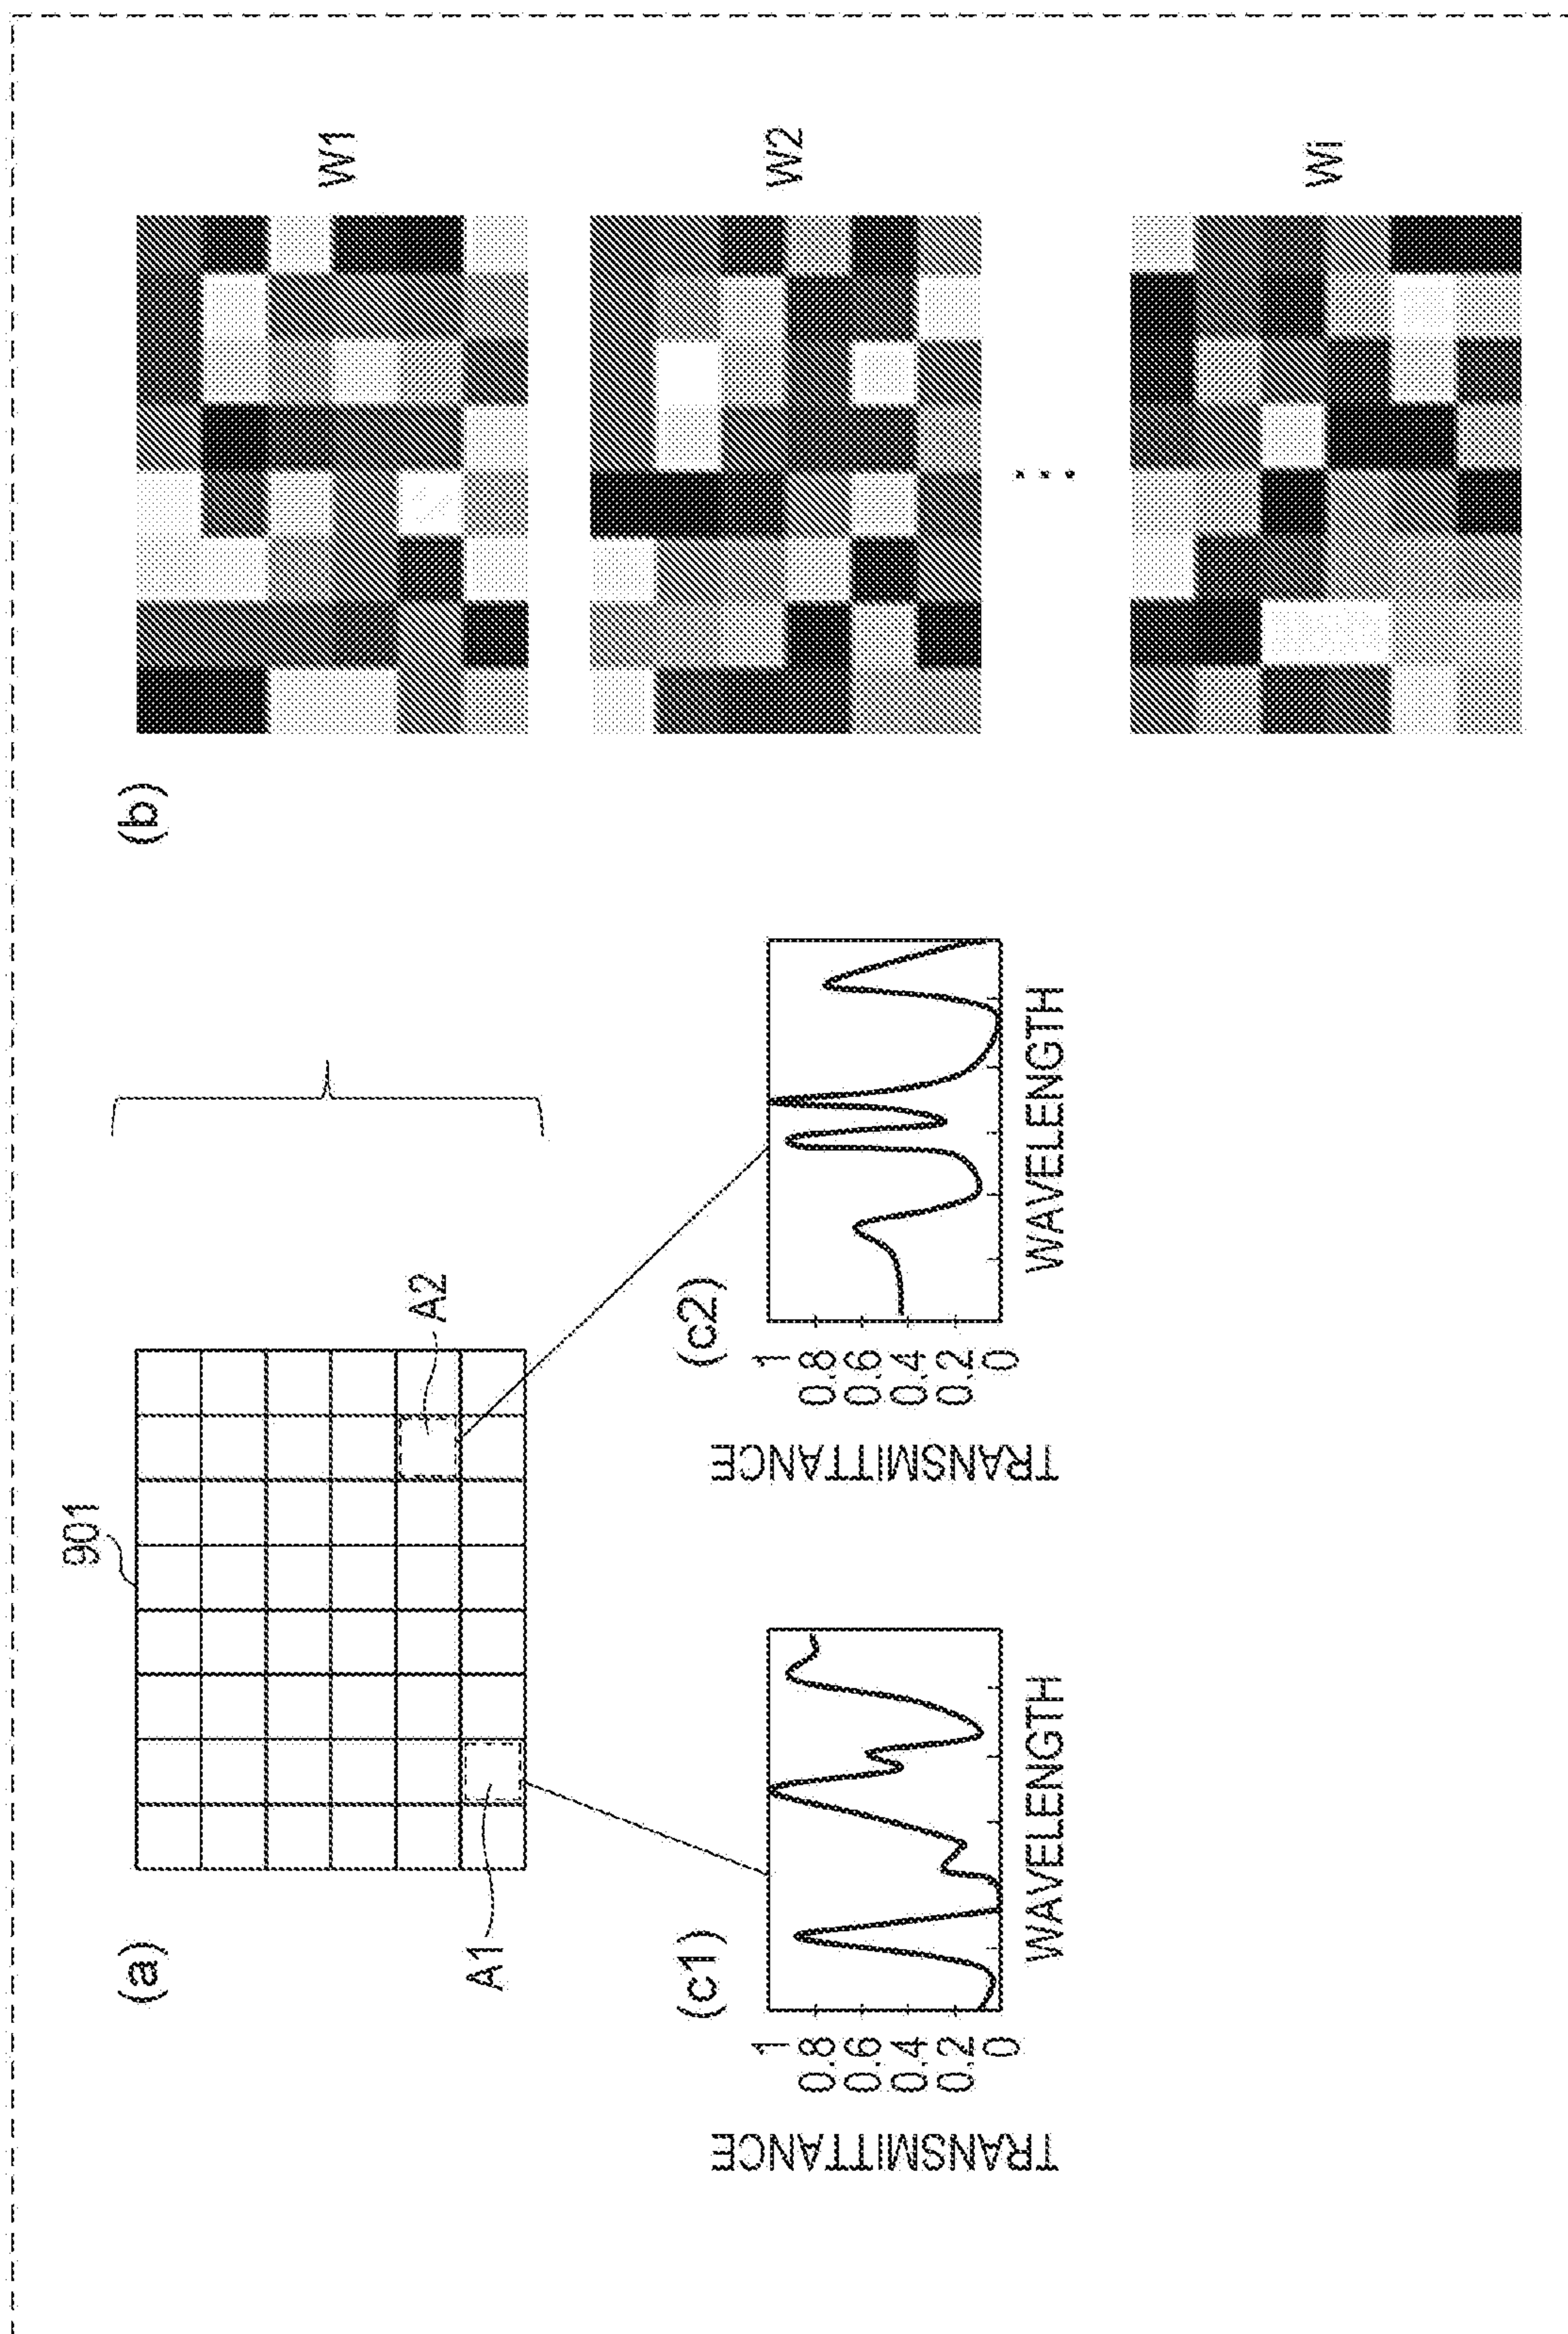 (a)
901
A1
A2
(b)
W1
W2
...
Wi
(c1)
TRANSMITTANCE
1
0.8
0.6
0.4
0.2
0
WAVELENGTH
(c2)
TRANSMITTANCE
1
0.8
0.6
0.4
0.2
0
WAVELENGTH